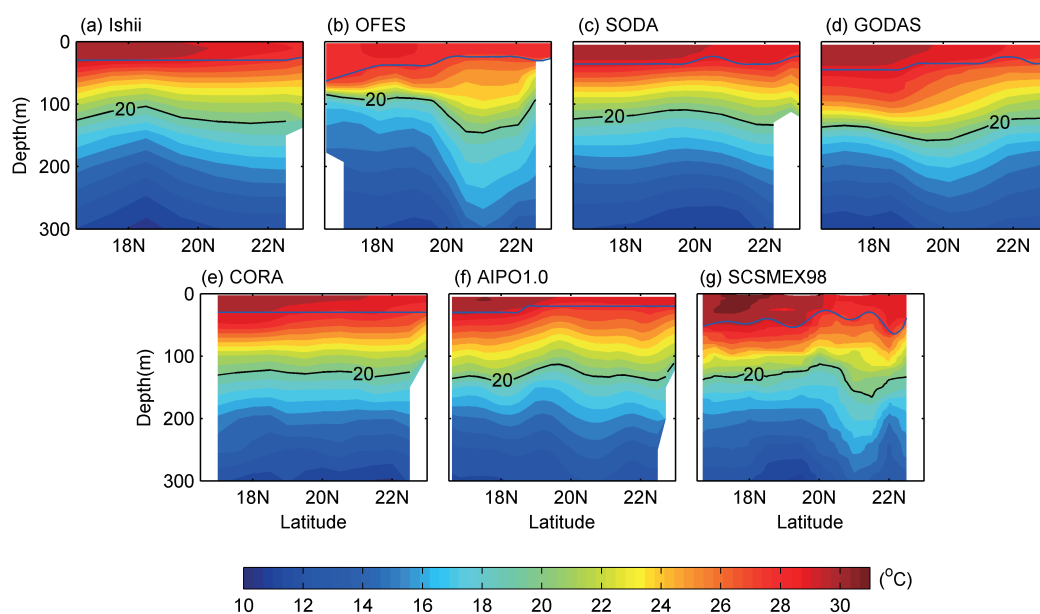 (a) Ishii (b) OFES (c) SODA (d) GODAS
0
100
200
300
Depth(m)
20 20 20 20
18N 20N 22N 18N 20N 22N 18N 20N 22N 18N 20N 22N
(e) CORA (f) AIPO1.0 (g) SCSMEX98
0
100
200
300
Depth(m)
20 20 20
18N 20N 22N 18N 20N 22N 18N 20N 22N
Latitude Latitude Latitude
10 12 14 16 18 20 22 24 26 28 30
(°C)